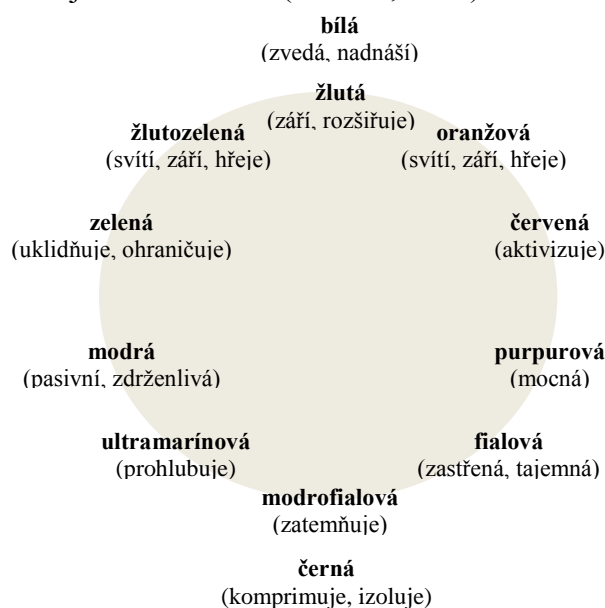 bílá
(zvedá, nadnáší)
žlutá
(září, rozšiřuje)
žlutozelená
(svítí, září, hřeje)
oranžová
(svítí, září, hřeje)
zelená
(uklidňuje, ohraničuje)
červená
(aktivizuje)
modrá
(pasivní, zdrženlivá)
purpurová
(mocná)
ultramarínová
(prohlubuje)
fialová
(zastřená, tajemná)
modrofialová
(zatemňuje)
černá
(komprimuje, izoluje)